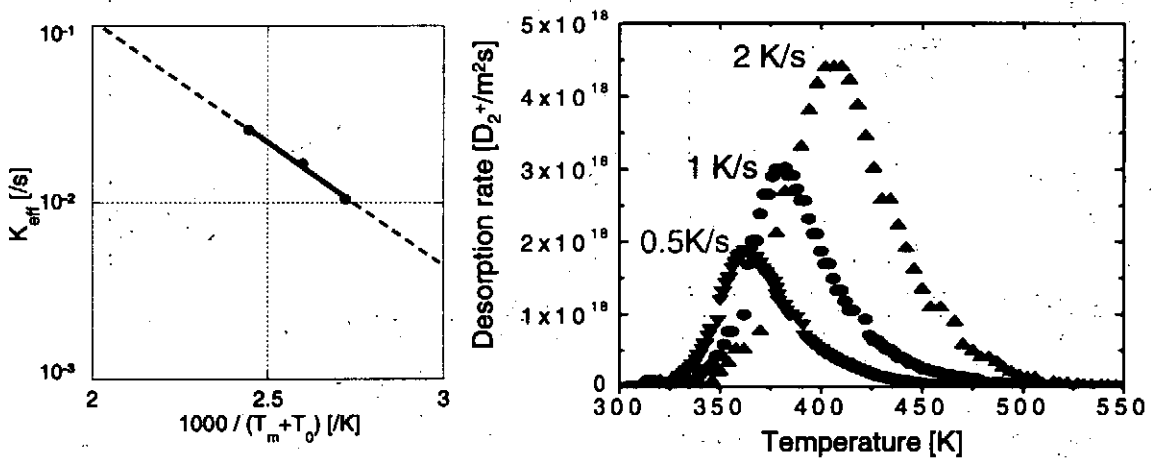 10⁻¹
10⁻²
10⁻³
K_eff [/s]
2
2.5
3
1000 / (T_m+T_0) [/K]
Desorption rate [D₂⁺/m²s]
5x10¹⁸
4x10¹⁸
3x10¹⁸
2x10¹⁸
1x10¹⁸
0
2 K/s
1 K/s
0.5K/s
300
350
400
450
500
550
Temperature [K]